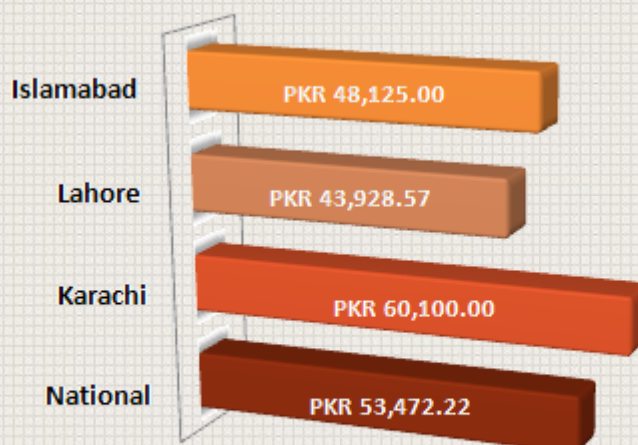 Islamabad PKR 48,125.00
Lahore PKR 43,928.57
Karachi PKR 60,100.00
National PKR 53,472.22